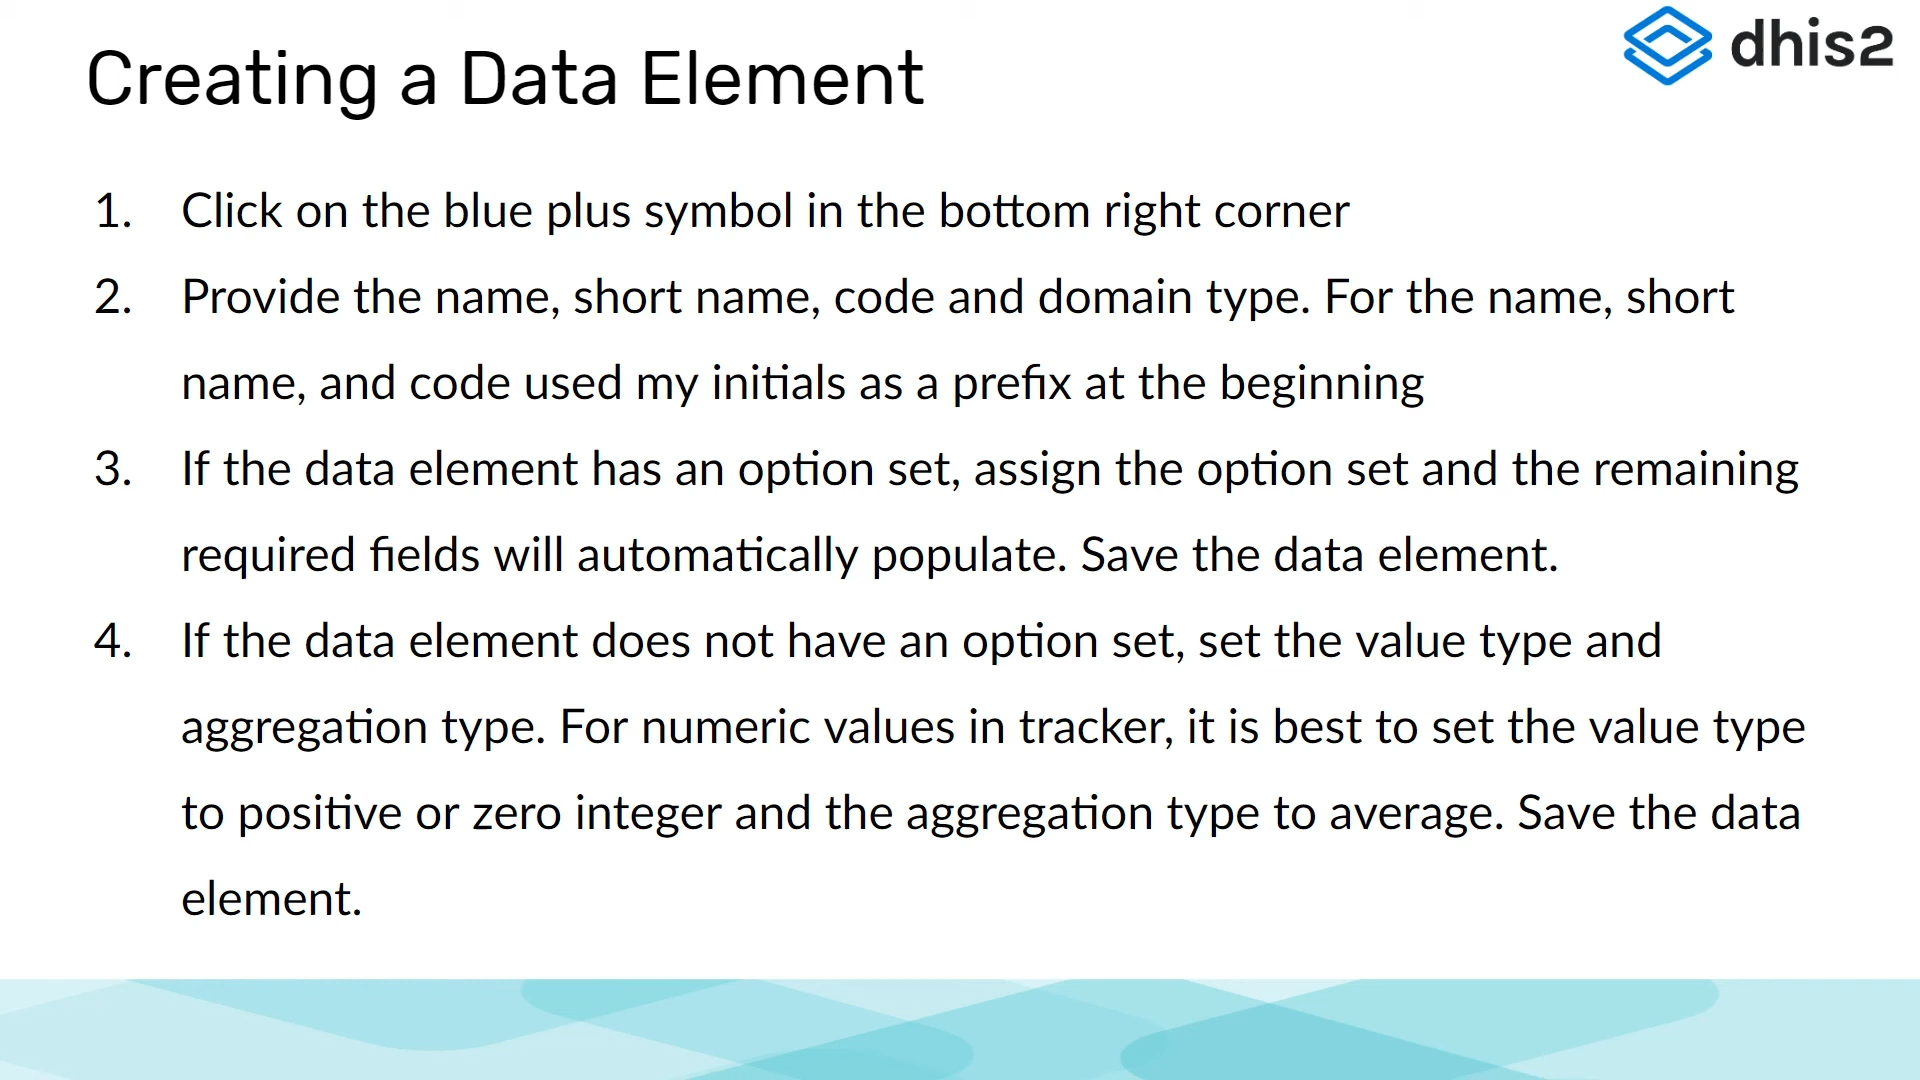 Creating a Data Element
dhis2
1. Click on the blue plus symbol in the bottom right corner
2. Provide the name, short name, code and domain type. For the name, short
name, and code used my initials as a prefix at the beginning
3. If the data element has an option set, assign the option set and the remaining
required fields will automatically populate. Save the data element.
4. If the data element does not have an option set, set the value type and
aggregation type. For numeric values in tracker, it is best to set the value type
to positive or zero integer and the aggregation type to average. Save the data
element.